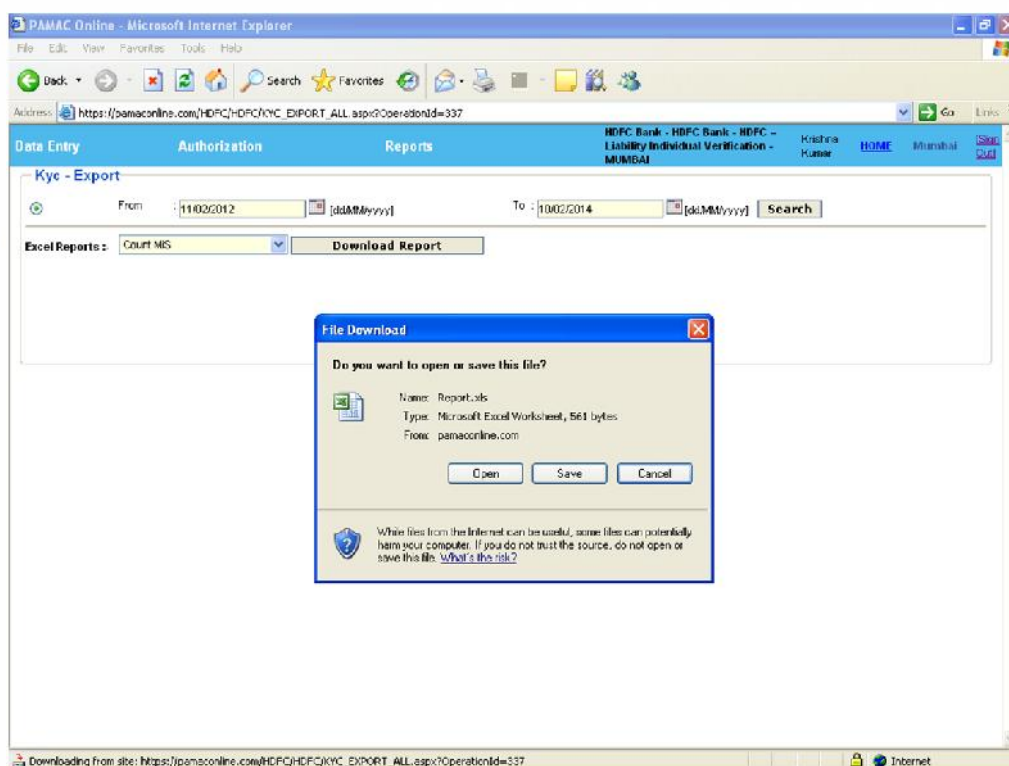 PAMAC Online - Microsoft Internet Explorer
File Edit View Favorites Tools Help
Back Search Favorites
Address https://pamaconline.com/HDFC/HDFC/KYC_EXPORT_ALL.aspx?OperationId=337 Go Links
Data Entry Authorization Reports HDFC Bank - HDFC Bank - HDFC - Liability Individual Verification - MUMBAI Krishna Kumar HOME Mumbai [Sign Out]
Kyc - Export
From : 11/02/2012 [dd/MM/yyyy] To : 10/02/2014 [dd/MM/yyyy] Search
Excel Reports : Count MIS Download Report
File Download
Do you want to open or save this file?
Name: Report.xls
Type: Microsoft Excel Worksheet, 561 bytes
From: pamaconline.com
Open Save Cancel
While files from the Internet can be useful, some files can potentially
harm your computer. If you do not trust the source, do not open or
save this file. What's the risk?
Downloading from site: https://pamaconline.com/HDFC/HDFC/KYC_EXPORT_ALL.aspx?OperationId=337 Internet